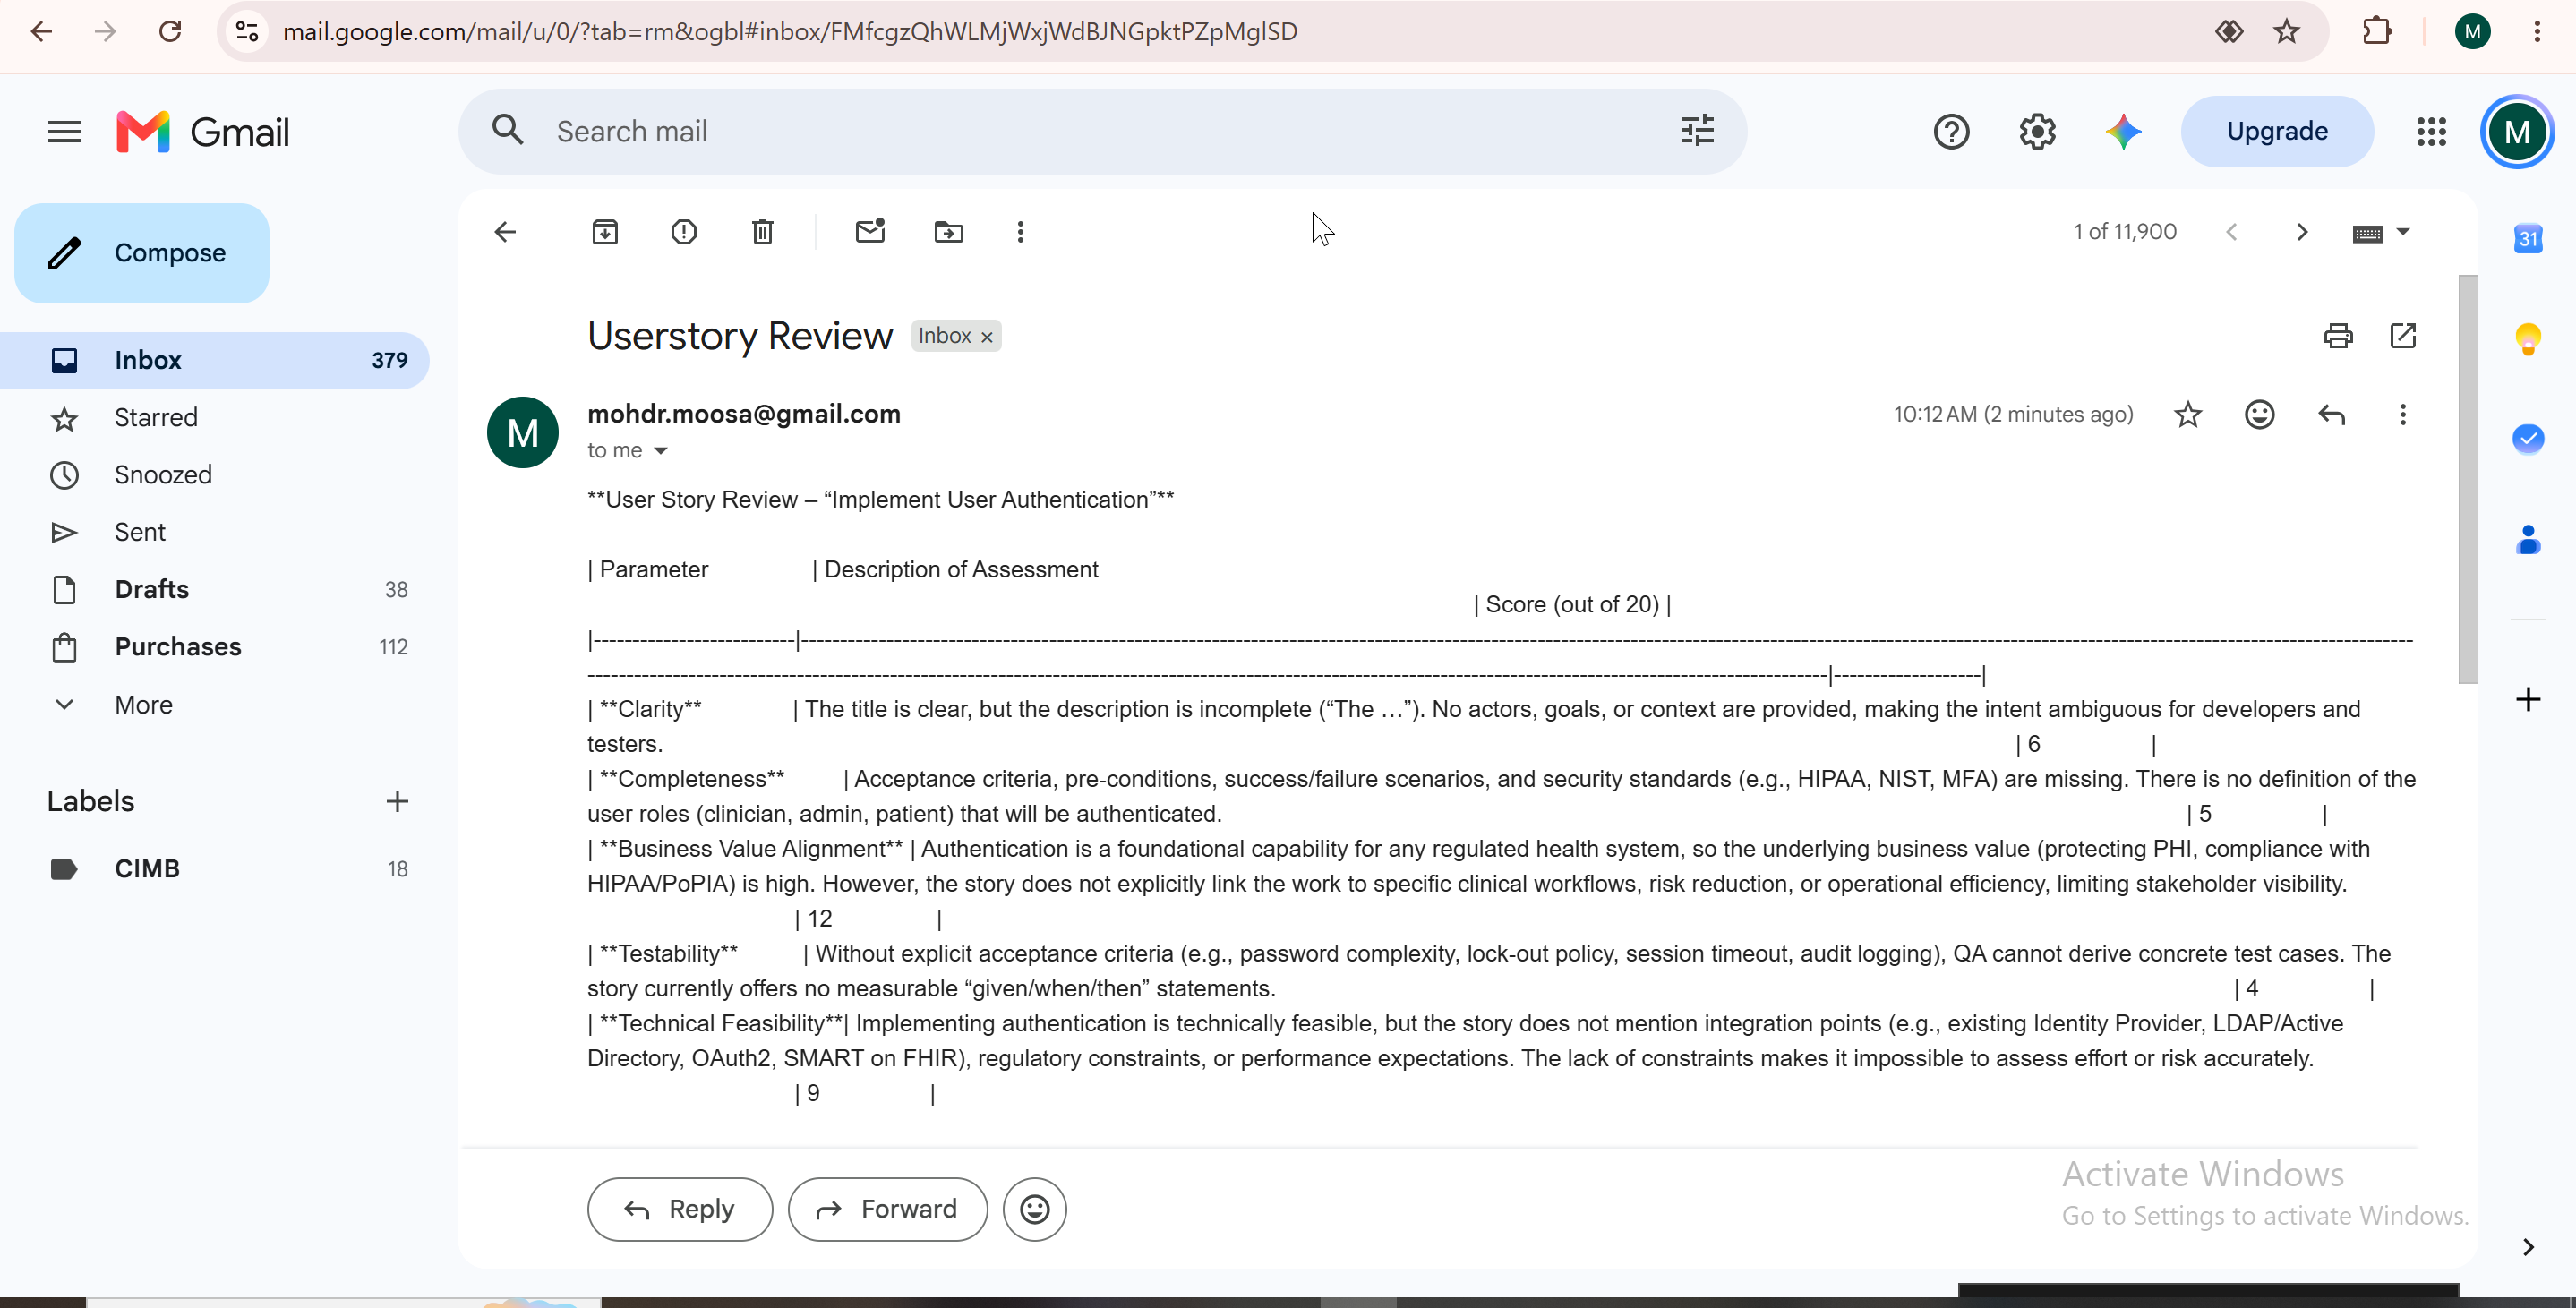 mail.google.com/mail/u/0/?tab=rm&ogbl#inbox/FMfcgzQhWLMjWxjWdBJNGpktPZpMglSD
M
Gmail
Search mail
Upgrade
M
Compose
1 of 11,900
31
Inbox 379
Starred
Snoozed
Sent
Drafts 38
Purchases 112
More
Labels
CIMB 18
Userstory Review Inbox ×
M
mohdr.moosa@gmail.com
10:12 AM (2 minutes ago)
to me
**User Story Review – “Implement User Authentication”**
| Parameter | Description of Assessment
| Score (out of 20) |
|--------------------------|----------------------------------------------------------------------------------------------------------------------------------------------------------------------------------------------------------------
----------------------------------------------------------------------------------------------------------------------------------------------------------------|-------------------|
| **Clarity** | The title is clear, but the description is incomplete (“The …”). No actors, goals, or context are provided, making the intent ambiguous for developers and
testers. | 6 |
| **Completeness** | Acceptance criteria, pre-conditions, success/failure scenarios, and security standards (e.g., HIPAA, NIST, MFA) are missing. There is no definition of the
user roles (clinician, admin, patient) that will be authenticated. | 5 |
| **Business Value Alignment** | Authentication is a foundational capability for any regulated health system, so the underlying business value (protecting PHI, compliance with
HIPAA/PoPIA) is high. However, the story does not explicitly link the work to specific clinical workflows, risk reduction, or operational efficiency, limiting stakeholder visibility.
| 12 |
| **Testability** | Without explicit acceptance criteria (e.g., password complexity, lock-out policy, session timeout, audit logging), QA cannot derive concrete test cases. The
story currently offers no measurable “given/when/then” statements. | 4 |
| **Technical Feasibility**| Implementing authentication is technically feasible, but the story does not mention integration points (e.g., existing Identity Provider, LDAP/Active
Directory, OAuth2, SMART on FHIR), regulatory constraints, or performance expectations. The lack of constraints makes it impossible to assess effort or risk accurately.
| 9 |
Reply
Forward
Activate Windows
Go to Settings to activate Windows.